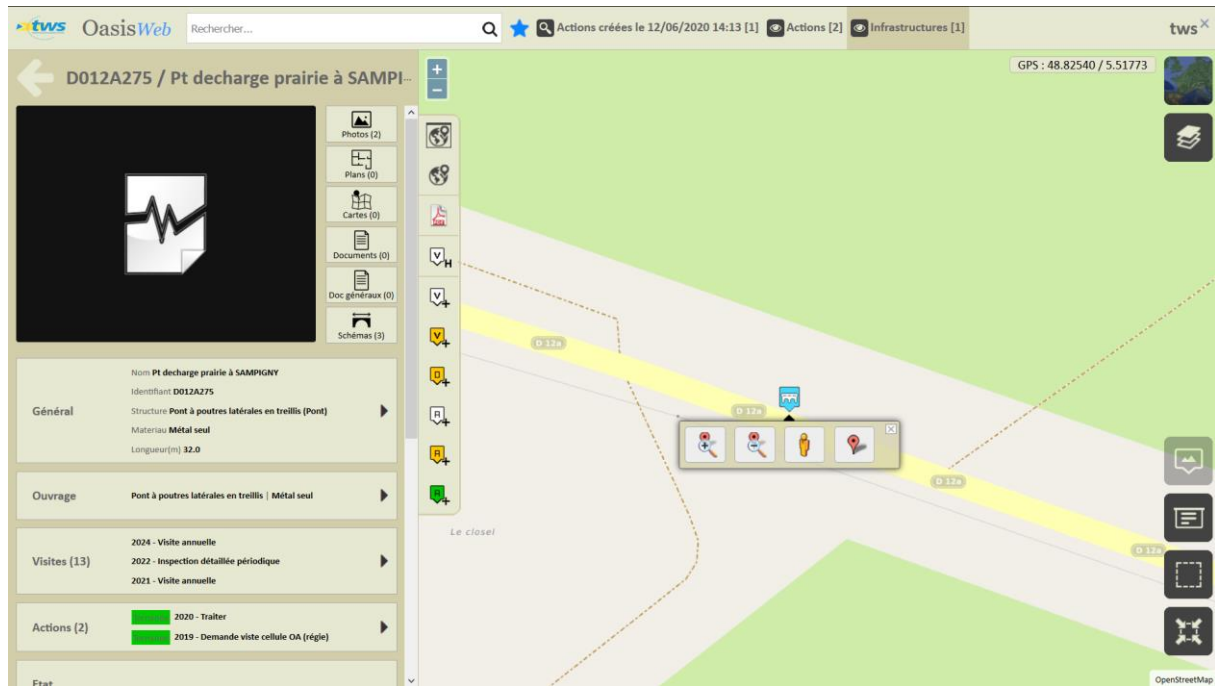 tws OasisWeb Rechercher... Actions créées le 12/06/2020 14:13 [1] Actions [2] Infrastructures [1] tws
D012A275 / Pt decharge prairie à SAMPI...
GPS : 48.82540 / 5.51773
Photos (2)
Plans (0)
Cartes (0)
Documents (0)
Doc généraux (0)
Schémas (3)
Général
Nom Pt decharge prairie à SAMPIGNY
Identifiant D012A275
Structure Pont à poutres latérales en treillis (Pont)
Materiau Métal seul
Longueur(m) 32.0
Ouvrage
Pont à poutres latérales en treillis | Métal seul
Visites (13)
2024 - Visite annuelle
2022 - Inspection détaillée périodique
2021 - Visite annuelle
Actions (2)
2020 - Traiter
2019 - Demande viste cellule OA (régie)
Etat
V H
V
V
D
R
R
R
D 12a
D 12a
D 12a
D 12a
Le closel
OpenStreetMap